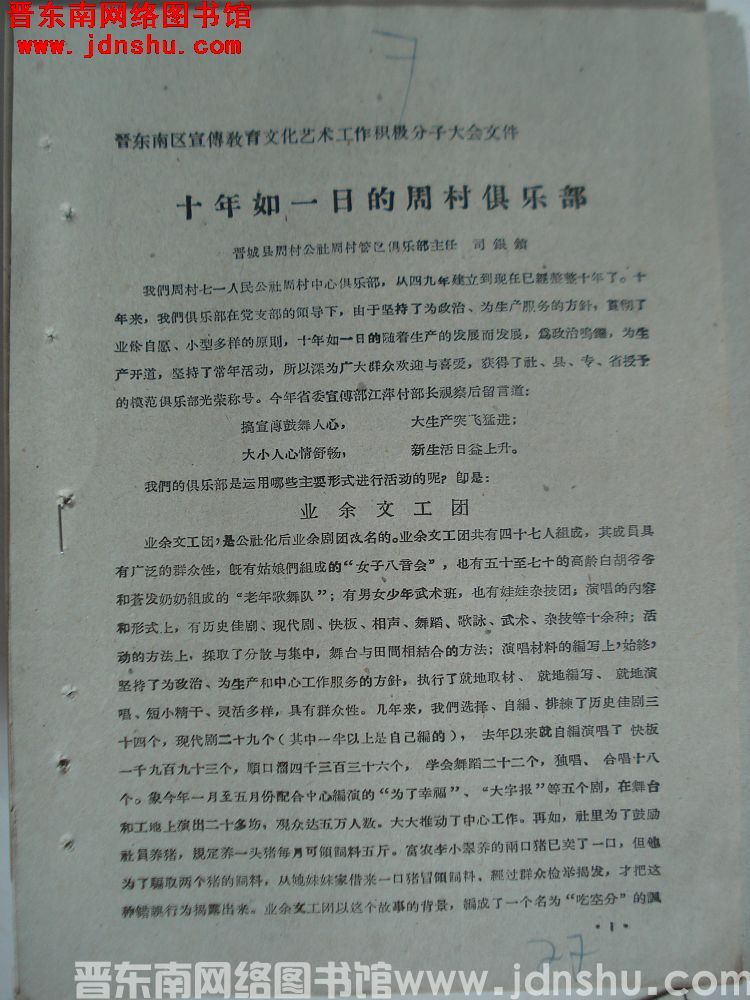 晋东南网络图书馆
www.jdnshu.com
7
晋东南区宣傳敎育文化艺术工作积极分子大会文件
十年如一日的周村俱乐部
晋城县周村公社周村管区俱乐部主任 司銀鎖
我們周村七一人民公社周村中心俱乐部，从四九年建立到现在已經整整十年了。十
年来，我們俱乐部在党支部的领导下，由于坚持了为政治、为生产服务的方針，貫彻了
业餘自愿、小型多样的原則，十年如一日的随着生产的发展而发展，爲政治鳴鑼，为生
产开道，坚持了常年活动，所以深为广大群众欢迎与喜爱，获得了社、县、专、省授予
的模范俱乐部光荣称号。今年省委宣傳部江萍付部长視察后留言道：
搞宣傳鼓舞人心， 大生产突飞猛进；
大小人心情舒畅， 新生活日益上升。
我們的俱乐部是运用哪些主要形式进行活动的呢？卽是：
业余文工团
业余文工团，是公社化后业余剧团改名的。业余文工团共有四十七人組成，其成員具
有广泛的群众性，旣有姑娘們組成的“女子八音会”，也有五十至七十的高龄白胡爷爷
和蒼发奶奶組成的“老年歌舞队”；有男女少年武术班，也有娃娃杂技团；演唱的內容
和形式上，有历史佳剧、现代剧、快板、相声、舞蹈、歌詠、武术、杂技等十余种；活
动的方法上，採取了分散与集中，舞台与田間相結合的方法；演唱材料的編写上，始終
坚持了为政治、为生产和中心工作服务的方針，执行了就地取材、就地編写、就地演
唱、短小精干、灵活多样，具有群众性。几年来，我們选择、自編、排練了历史佳剧三
十四个，现代剧二十九个（其中一半以上是自己編的），去年以来就自編演唱了快板
一千九百九十三个，順口溜四千三百三十六个，学会舞蹈二十二个，独唱、合唱十八
个。象今年一月至五月份配合中心編演的“为了幸福”、“大字报”等五个剧，在舞台
和工地上演出二十多場，观众达五万人数。大大推动了中心工作。再如，社里为了鼓励
社員养猪，規定养一头猪每月可領飼料五斤。富农李小翠养的兩口猪已卖了一口，但他
为了騙取两个猪的飼料，从她妹妹家借来一口猪冒領飼料，經过群众检举揭发，才把这
种錯誤行为揭露出来。业余文工团以这个故事的背景，編成了一个名为“吃空分”的諷
·1·
27
晋东南网络图书馆www.jdnshu.com